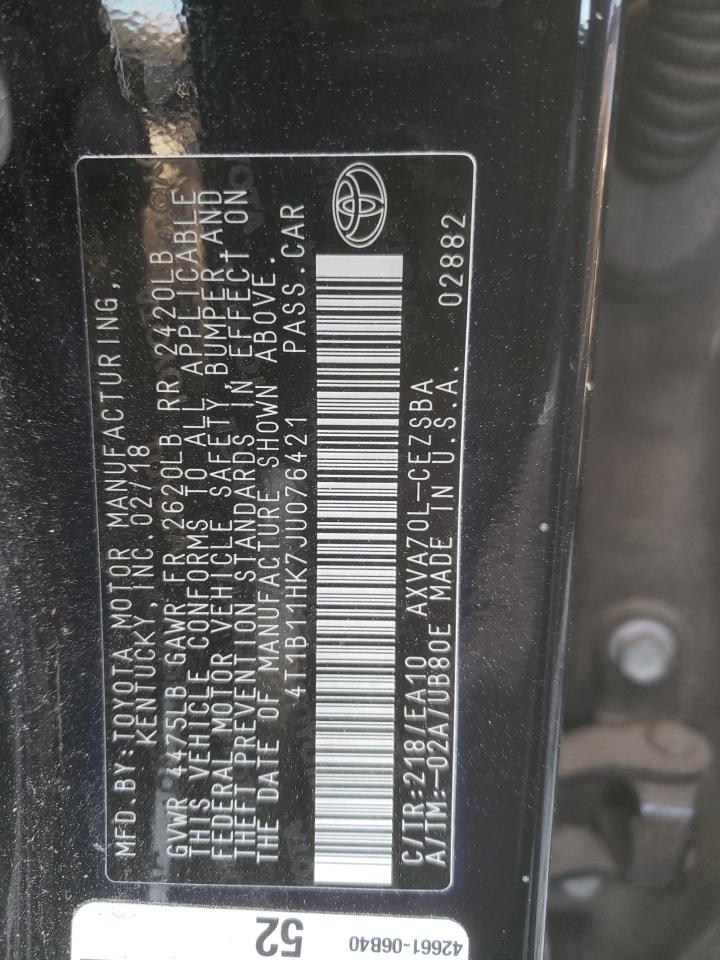 MFD.BY:TOYOTA MOTOR MANUFACTURING,
KENTUCKY, INC.02/18
GVWR 4475LB GAWR FR 2620LB RR 2420LB
THIS VEHICLE CONFORMS TO ALL APPLICABLE
FEDERAL MOTOR VEHICLE SAFETY,BUMPER,AND
THEFT PREVENTION STANDARDS IN EFFECT ON
THE DATE OF MANUFACTURE SHOWN ABOVE.
4T1B11HK7JU076421 PASS.CAR
C/TR:218/EA10 AXVA70L-CEZSBA
A/TM:-02A/UB80E MADE IN U.S.A. 02882
52
42661-06B40